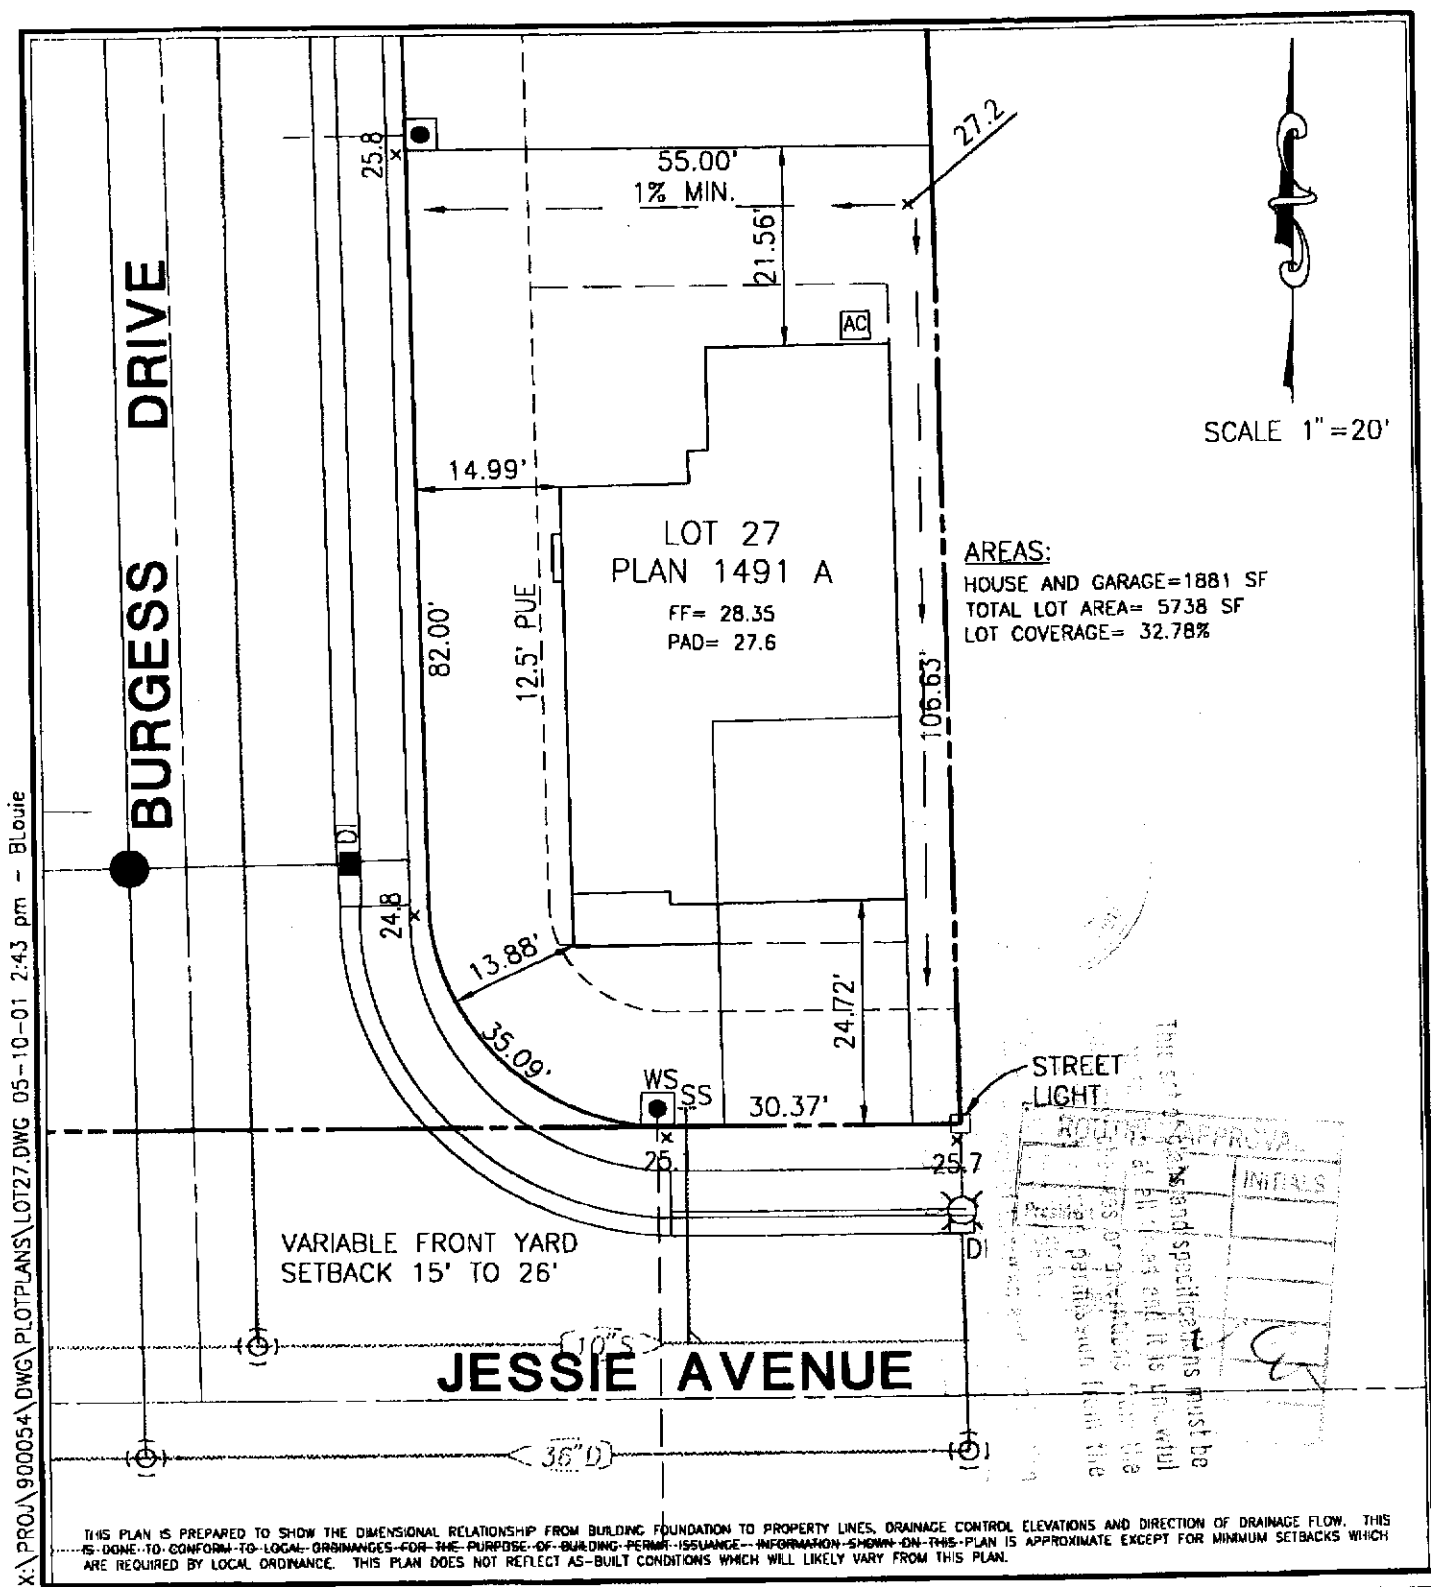 25.8
55.00'
1% MIN.
27.2
21.56'
AC
SCALE 1"=20'
BURGESS DRIVE
14.99'
LOT 27
PLAN 1491 A
FF= 28.35
PAD= 27.6
AREAS:
HOUSE AND GARAGE=1881 SF
TOTAL LOT AREA= 5738 SF
LOT COVERAGE= 32.78%
82.00'
12.5' PUE
106.63'
DI
24.8
13.88'
35.09'
24.72'
WS
SS
30.37'
STREET
LIGHT
25.7
DI
APPROVAL
INITIALS
VARIABLE FRONT YARD
SETBACK 15' TO 26'
10"S
JESSIE AVENUE
36"D
and specifications must be
THIS PLAN IS PREPARED TO SHOW THE DIMENSIONAL RELATIONSHIP FROM BUILDING FOUNDATION TO PROPERTY LINES, DRAINAGE CONTROL ELEVATIONS AND DIRECTION OF DRAINAGE FLOW. THIS
IS DONE TO CONFORM TO LOCAL ORDINANCES FOR THE PURPOSE OF BUILDING PERMIT ISSUANCE. INFORMATION SHOWN ON THIS PLAN IS APPROXIMATE EXCEPT FOR MINIMUM SETBACKS WHICH
ARE REQUIRED BY LOCAL ORDINANCE. THIS PLAN DOES NOT REFLECT AS-BUILT CONDITIONS WHICH WILL LIKELY VARY FROM THIS PLAN.
X:\PROJ\900054\DWG\PLOTPLANS\LOT27.DWG 05-10-01 2:43 pm - BLouie